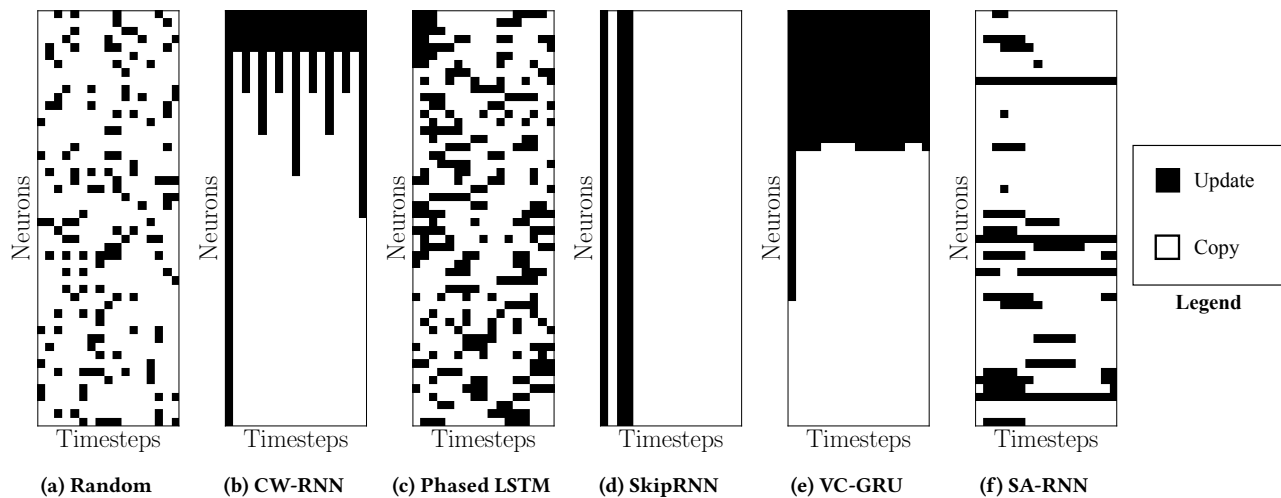 Neurons
Timesteps
(a) Random
Neurons
Timesteps
(b) CW-RNN
Neurons
Timesteps
(c) Phased LSTM
Neurons
Timesteps
(d) SkipRNN
Neurons
Timesteps
(e) VC-GRU
Neurons
Timesteps
(f) SA-RNN
Update
Copy
Legend